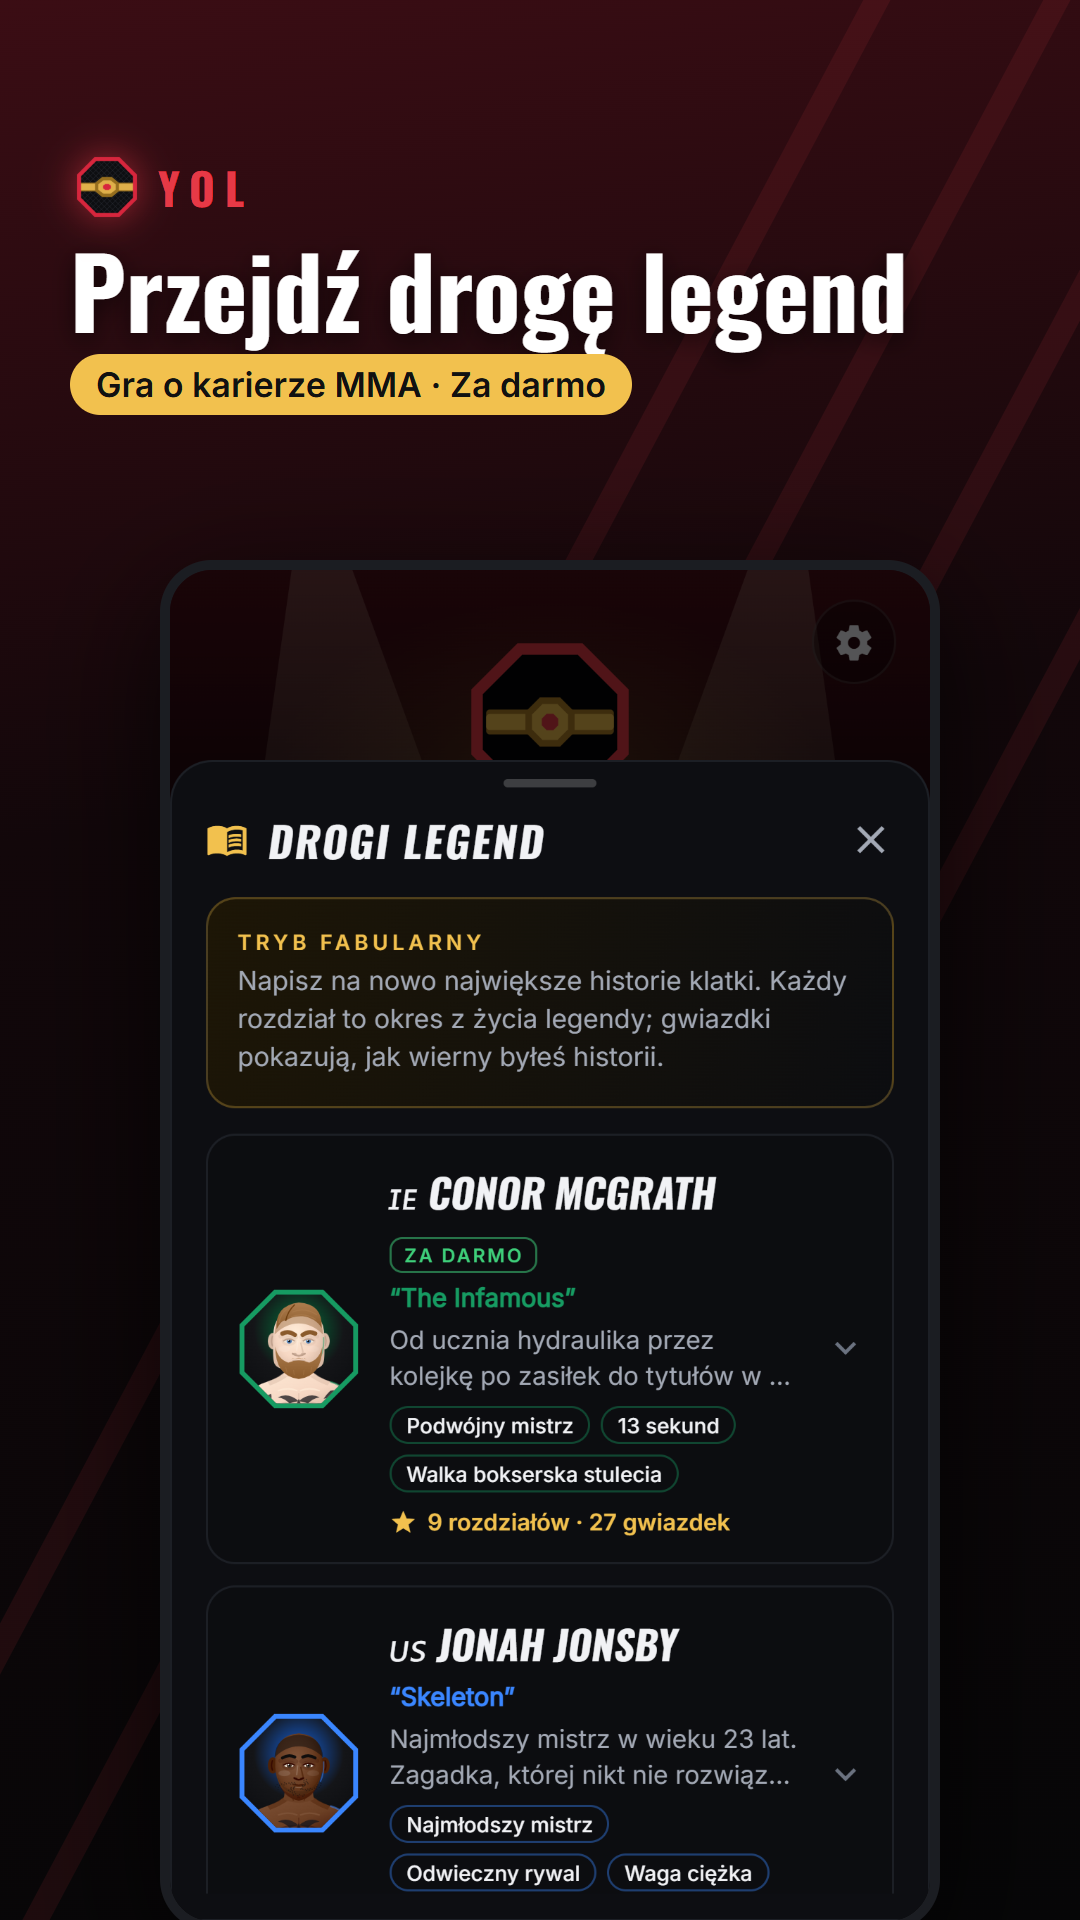 YOL
Przejdź drogę legend
Gra o karierze MMA · Za darmo
DROGI LEGEND
TRYB FABULARNY
Napisz na nowo największe historie klatki. Każdy
rozdział to okres z życia legendy; gwiazdki
pokazują, jak wierny byłeś historii.
IE CONOR MCGRATH
ZA DARMO
“The Infamous”
Od ucznia hydraulika przez
kolejkę po zasiłek do tytułów w ...
Podwójny mistrz 13 sekund
Walka bokserska stulecia
9 rozdziałów · 27 gwiazdek
US JONAH JONSBY
“Skeleton”
Najmłodszy mistrz w wieku 23 lat.
Zagadka, której nikt nie rozwiąz...
Najmłodszy mistrz
Odwieczny rywal Waga ciężka